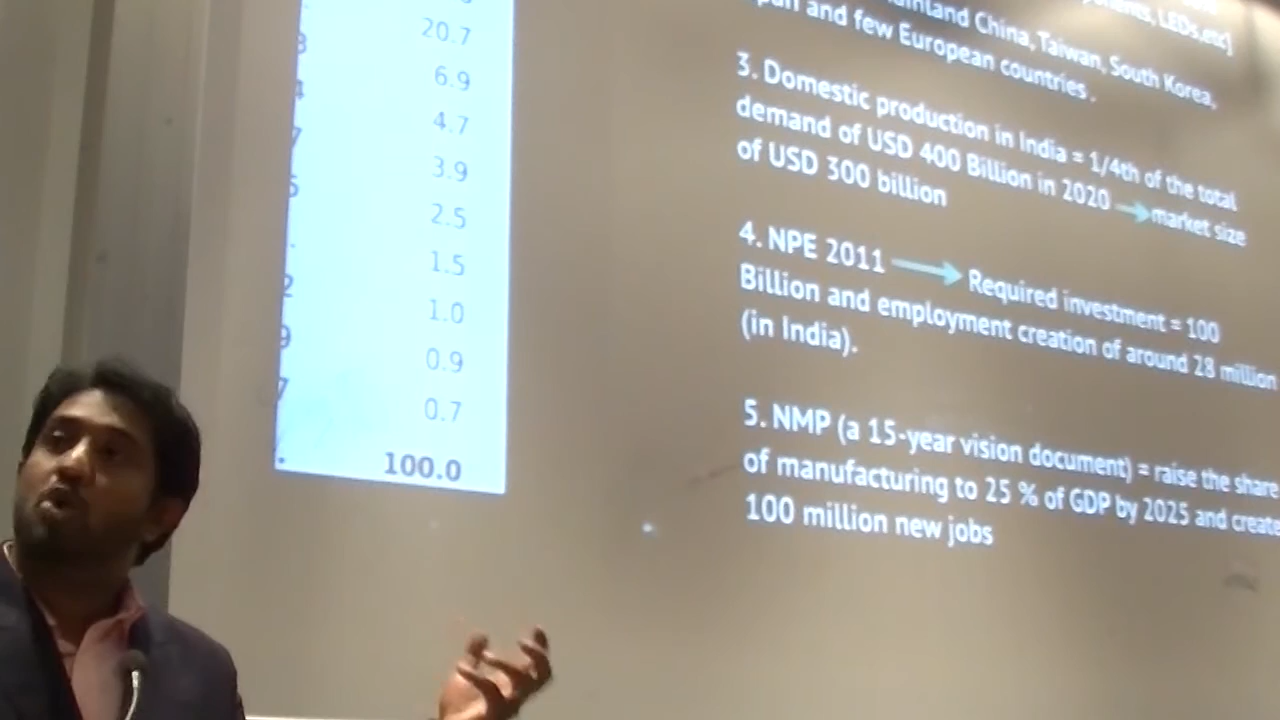 20.7
6.9
4.7
3.9
2.5
1.5
1.0
0.9
0.7
100.0
LEDs,etc]
China, Taiwan, South Korea,
and few European countries.
3. Domestic production in India = 1/4th of the total
demand of USD 400 Billion in 2020 → market size
of USD 300 billion
4. NPE 2011 → Required investment = 100
Billion and employment creation of around 28 million
(in India).
5. NMP (a 15-year vision document) = raise the share
of manufacturing to 25 % of GDP by 2025 and create
100 million new jobs